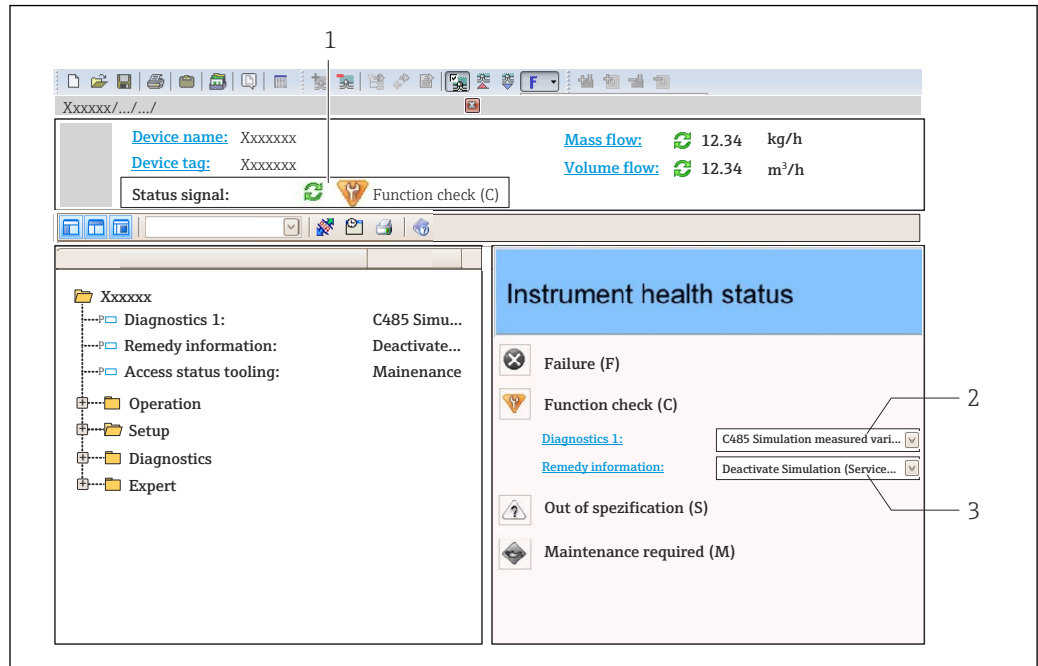 1
F
Xxxxxx/.../.../
Device name: Xxxxxxx
Mass flow: 12.34 kg/h
Device tag: Xxxxxxx
Volume flow: 12.34 m³/h
Status signal: Function check (C)
Xxxxxx
Diagnostics 1: C485 Simu...
Remedy information: Deactivate...
Access status tooling: Mainenance
Operation
Setup
Diagnostics
Expert
Instrument health status
Failure (F)
Function check (C)
Diagnostics 1: C485 Simulation measured vari...
2
Remedy information: Deactivate Simulation (Service...
3
Out of spezification (S)
Maintenance required (M)